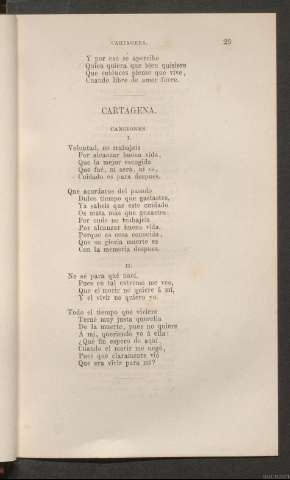 CARTAGENA. 25
Y por eso se apercibe
Quien quiera que bien quisiere
Que entónces piense que vive,
Cuando libre de amor fuere.
CARTAGENA.
CANCIONES.
I.
Voluntad, no trabajeis
Por alcanzar buena vida,
Que la mejor escogida
Que fué, ni será, ni es,
Cuidado es para despues.
Que acordaros del pasado
Dulce tiempo que gastastes,
Ya sabeis que este cuidado
Os mata mas que gozastes:
Por ende no trabajeis
Por alcanzar buena vida,
Porque es cosa conocida,
Que su gloria muerte es
Con la memoria despues.
II.
No sé para qué nací,
Pues en tal extremo me veo,
Que el morir no quiere á mí,
Y el vivir no quiero yo.
Todo el tiempo que viviere
Terné muy justa querella
De la muerte, pues no quiere
Á mí, queriendo yo á ella:
¿Qué fin espero de aquí,
Cuando el morir me negó,
Pues que claramente vió
Que era vivir para mí?